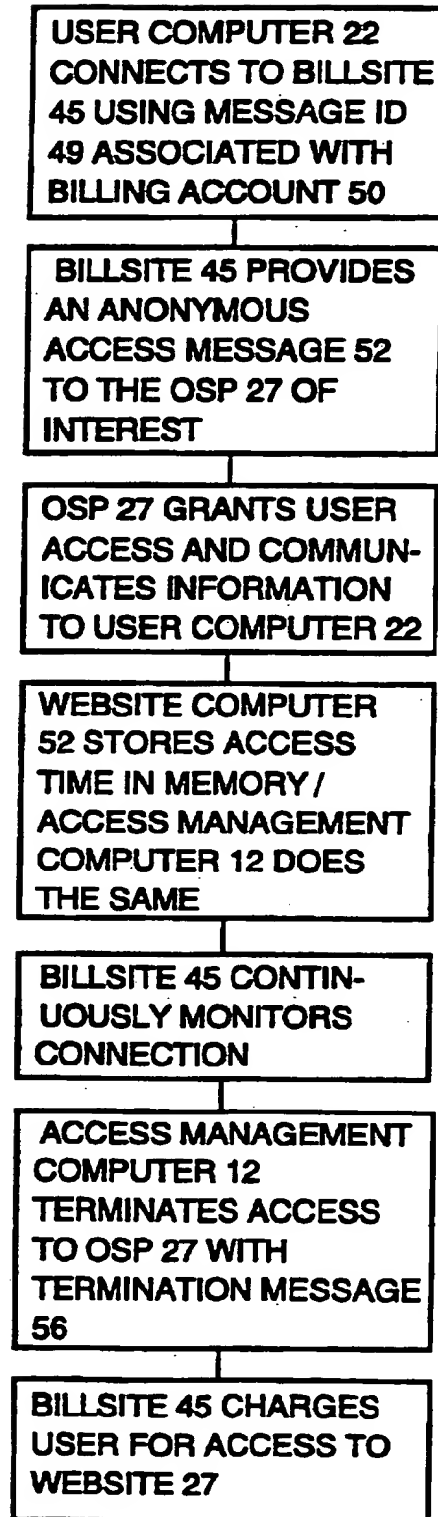 USER COMPUTER 22
CONNECTS TO BILLSITE
45 USING MESSAGE ID
49 ASSOCIATED WITH
BILLING ACCOUNT 50
BILLSITE 45 PROVIDES
AN ANONYMOUS
ACCESS MESSAGE 52
TO THE OSP 27 OF
INTEREST
OSP 27 GRANTS USER
ACCESS AND COMMUN-
ICATES INFORMATION
TO USER COMPUTER 22
WEBSITE COMPUTER
52 STORES ACCESS
TIME IN MEMORY /
ACCESS MANAGEMENT
COMPUTER 12 DOES
THE SAME
BILLSITE 45 CONTIN-
UOUSLY MONITORS
CONNECTION
ACCESS MANAGEMENT
COMPUTER 12
TERMINATES ACCESS
TO OSP 27 WITH
TERMINATION MESSAGE
56
BILLSITE 45 CHARGES
USER FOR ACCESS TO
WEBSITE 27